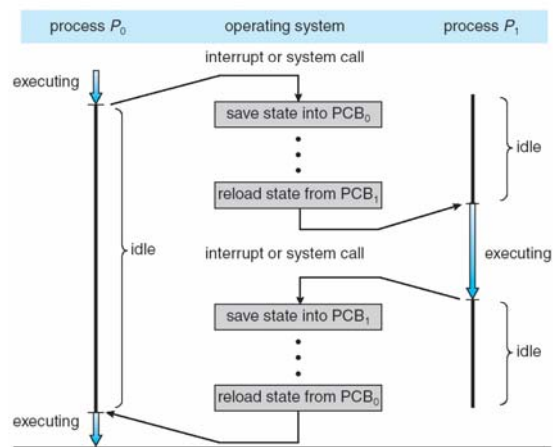 process P₀ operating system process P₁
interrupt or system call
executing
save state into PCB₀
idle
reload state from PCB₁
idle
interrupt or system call
executing
save state into PCB₁
idle
reload state from PCB₀
executing